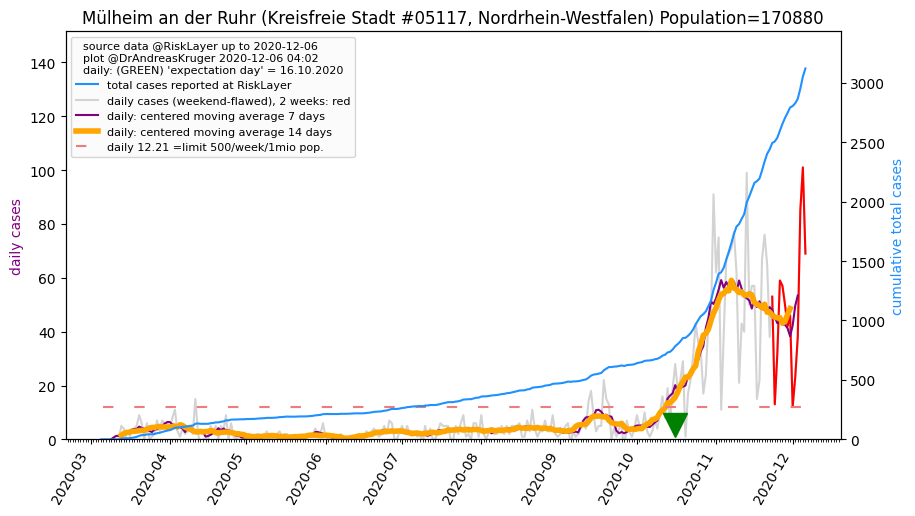 Mülheim an der Ruhr (Kreisfreie Stadt #05117, Nordrhein-Westfalen) Population=170880
source data @RiskLayer up to 2020-12-06
plot @DrAndreasKruger 2020-12-06 04:02
daily: (GREEN) 'expectation day' = 16.10.2020
total cases reported at RiskLayer
daily cases (weekend-flawed), 2 weeks: red
daily: centered moving average 7 days
daily: centered moving average 14 days
daily 12.21 =limit 500/week/1mio pop.
daily cases
0
20
40
60
80
100
120
140
cumulative total cases
0
500
1000
1500
2000
2500
3000
2020-03
2020-04
2020-05
2020-06
2020-07
2020-08
2020-09
2020-10
2020-11
2020-12